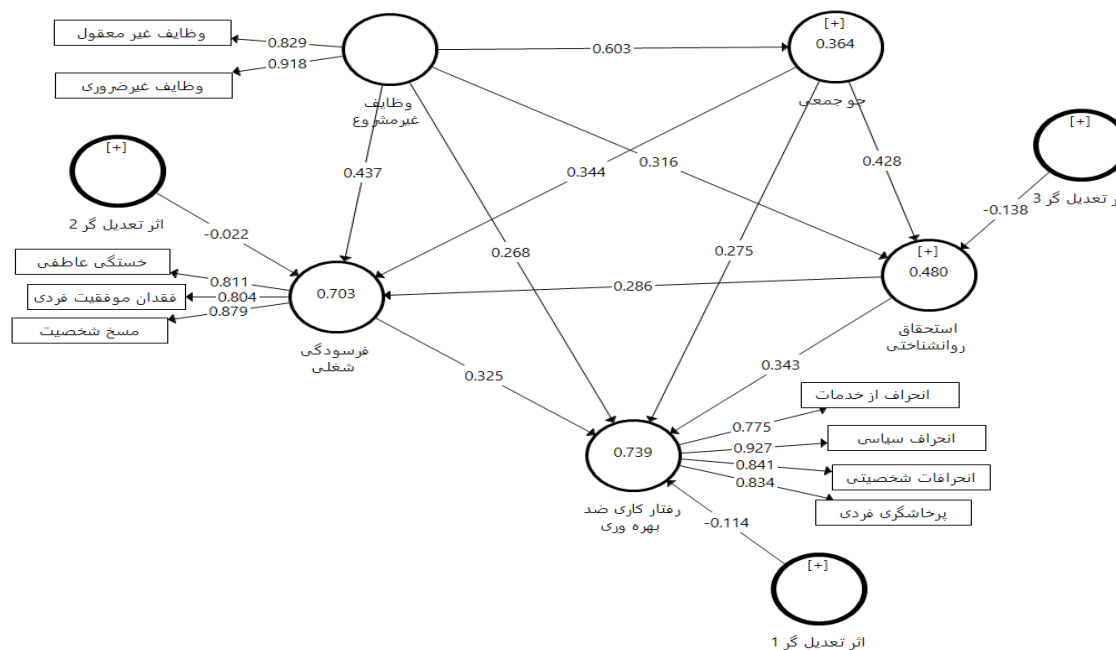 وظایف غیر معقول
0.829
وظایف غیرضروری
0.918
وظایف
غیرمشروع
0.603
[+]
0.364
جو جمعی
[+]
اثر تعدیل گر 2
-0.022
0.437
0.268
0.316
0.344
0.275
0.428
[+]
ر تعدیل گر 3
-0.138
[+]
0.480
استحقاق
روانشناختی
0.286
خستگی عاطفی
0.811
فقدان موفقیت فردی
0.804
مسخ شخصیت
0.879
0.703
فرسودگی
شغلی
0.325
0.343
0.739
رفتار کاری ضد
بهره وری
انحراف از خدمات
0.775
انحراف سیاسی
0.927
انحرافات شخصیتی
0.841
پرخاشگری فردی
0.834
-0.114
[+]
اثر تعدیل گر 1